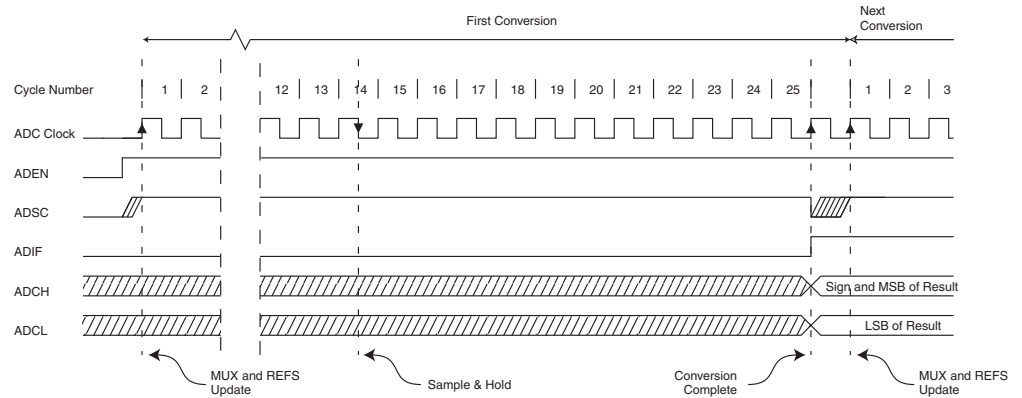 First Conversion
Next
Conversion
Cycle Number 1 2 12 13 14 15 16 17 18 19 20 21 22 23 24 25 1 2 3
ADC Clock
ADEN
ADSC
ADIF
ADCH Sign and MSB of Result
ADCL LSB of Result
MUX and REFS
Update
Sample & Hold
Conversion
Complete
MUX and REFS
Update